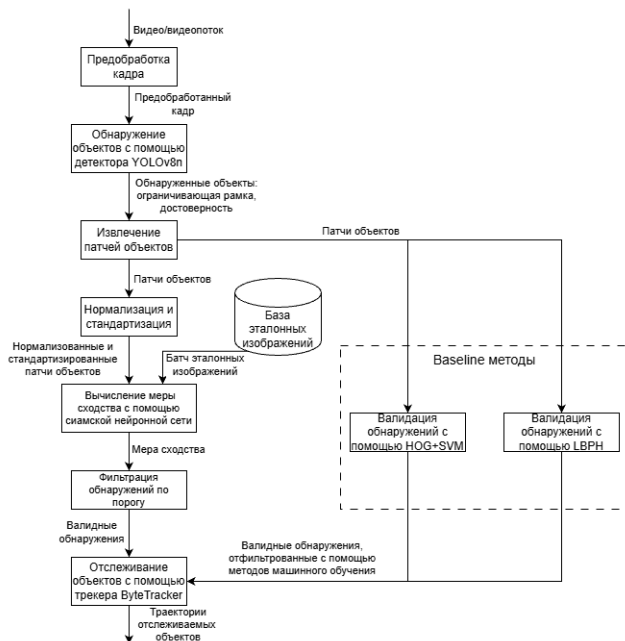 Видео/видеопоток
Предобработка
кадра
Предобработанный
кадр
Обнаружение
объектов с помощью
детектора YOLOv8n
Обнаруженные объекты:
ограничивающая рамка,
достоверность
Извлечение
патчей объектов
Патчи объектов
Патчи объектов
Нормализация и
стандартизация
База
эталонных
изображений
Нормализованные и
стандартизированные
патчи объектов
Батч эталонных
изображений
Baseline методы
Вычисление меры
сходства с помощью
сиамской нейронной сети
Валидация
обнаружений с
помощью HOG+SVM
Валидация
обнаружений с
помощью LBPH
Мера сходства
Фильтрация
обнаружений по
порогу
Валидные
обнаружения
Валидные обнаружения,
отфильтрованные с помощью
методов машинного обучения
Отслеживание
объектов с помощью
трекера ByteTracker
Траектории
отслеживаемых
объектов